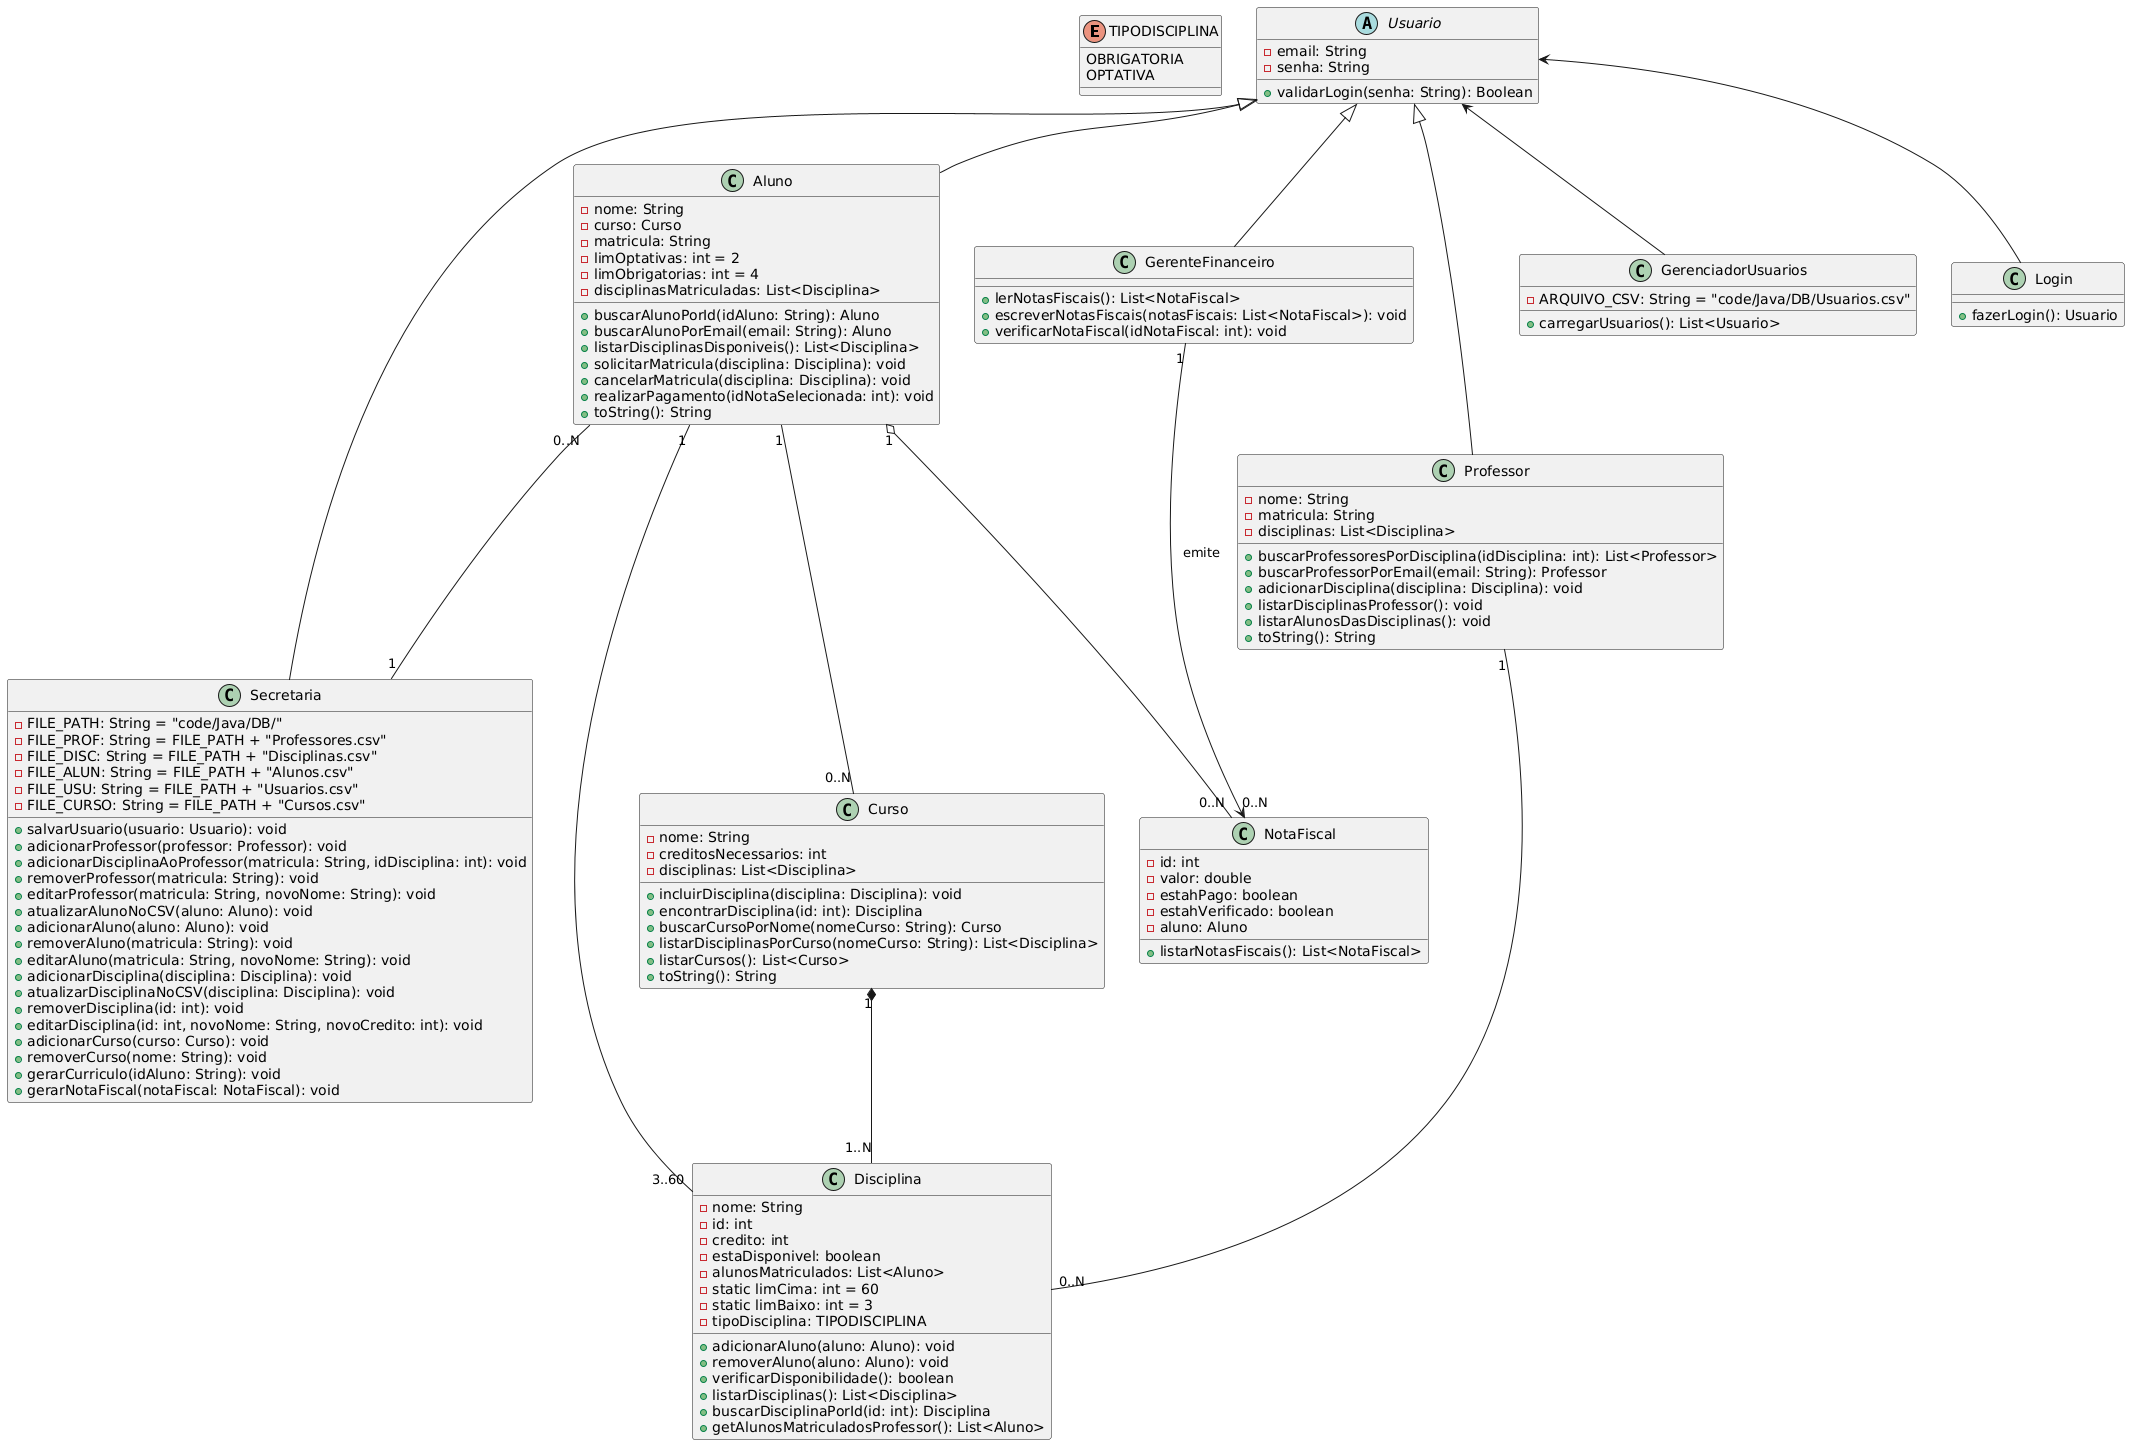 E TIPODISCIPLINA
OBRIGATORIA
OPTATIVA
A Usuario
email: String
senha: String
validarLogin(senha: String): Boolean
C Aluno
nome: String
curso: Curso
matricula: String
limOptativas: int = 2
limObrigatorias: int = 4
disciplinasMatriculadas: List<Disciplina>
buscarAlunoPorId(idAluno: String): Aluno
buscarAlunoPorEmail(email: String): Aluno
listarDisciplinasDisponiveis(): List<Disciplina>
solicitarMatricula(disciplina: Disciplina): void
cancelarMatricula(disciplina: Disciplina): void
realizarPagamento(idNotaSelecionada: int): void
toString(): String
C GerenteFinanceiro
lerNotasFiscais(): List<NotaFiscal>
escreverNotasFiscais(notasFiscais: List<NotaFiscal>): void
verificarNotaFiscal(idNotaFiscal: int): void
C GerenciadorUsuarios
ARQUIVO_CSV: String = "code/Java/DB/Usuarios.csv"
carregarUsuarios(): List<Usuario>
C Login
fazerLogin(): Usuario
1
0..N
1
1
1
emite
C Professor
nome: String
matricula: String
disciplinas: List<Disciplina>
buscarProfessoresPorDisciplina(idDisciplina: int): List<Professor>
buscarProfessorPorEmail(email: String): Professor
adicionarDisciplina(disciplina: Disciplina): void
listarDisciplinasProfessor(): void
listarAlunosDasDisciplinas(): void
toString(): String
1
1
C Secretaria
FILE_PATH: String = "code/Java/DB/"
FILE_PROF: String = FILE_PATH + "Professores.csv"
FILE_DISC: String = FILE_PATH + "Disciplinas.csv"
FILE_ALUN: String = FILE_PATH + "Alunos.csv"
FILE_USU: String = FILE_PATH + "Usuarios.csv"
FILE_CURSO: String = FILE_PATH + "Cursos.csv"
salvarUsuario(usuario: Usuario): void
adicionarProfessor(professor: Professor): void
adicionarDisciplinaAoProfessor(matricula: String, idDisciplina: int): void
removerProfessor(matricula: String): void
editarProfessor(matricula: String, novoNome: String): void
atualizarAlunoNoCSV(aluno: Aluno): void
adicionarAluno(aluno: Aluno): void
removerAluno(matricula: String): void
editarAluno(matricula: String, novoNome: String): void
adicionarDisciplina(disciplina: Disciplina): void
atualizarDisciplinaNoCSV(disciplina: Disciplina): void
removerDisciplina(id: int): void
editarDisciplina(id: int, novoNome: String, novoCredito: int): void
adicionarCurso(curso: Curso): void
removerCurso(nome: String): void
gerarCurriculo(idAluno: String): void
gerarNotaFiscal(notaFiscal: NotaFiscal): void
0..N
C Curso
nome: String
creditosNecessarios: int
disciplinas: List<Disciplina>
incluirDisciplina(disciplina: Disciplina): void
encontrarDisciplina(id: int): Disciplina
buscarCursoPorNome(nomeCurso: String): Curso
listarDisciplinasPorCurso(nomeCurso: String): List<Disciplina>
listarCursos(): List<Curso>
toString(): String
0..N
0..N
C NotaFiscal
id: int
valor: double
estahPago: boolean
estahVerificado: boolean
aluno: Aluno
listarNotasFiscais(): List<NotaFiscal>
1
1..N
3..60
0..N
C Disciplina
nome: String
id: int
credito: int
estaDisponivel: boolean
alunosMatriculados: List<Aluno>
static limCima: int = 60
static limBaixo: int = 3
tipoDisciplina: TIPODISCIPLINA
adicionarAluno(aluno: Aluno): void
removerAluno(aluno: Aluno): void
verificarDisponibilidade(): boolean
listarDisciplinas(): List<Disciplina>
buscarDisciplinaPorId(id: int): Disciplina
getAlunosMatriculadosProfessor(): List<Aluno>